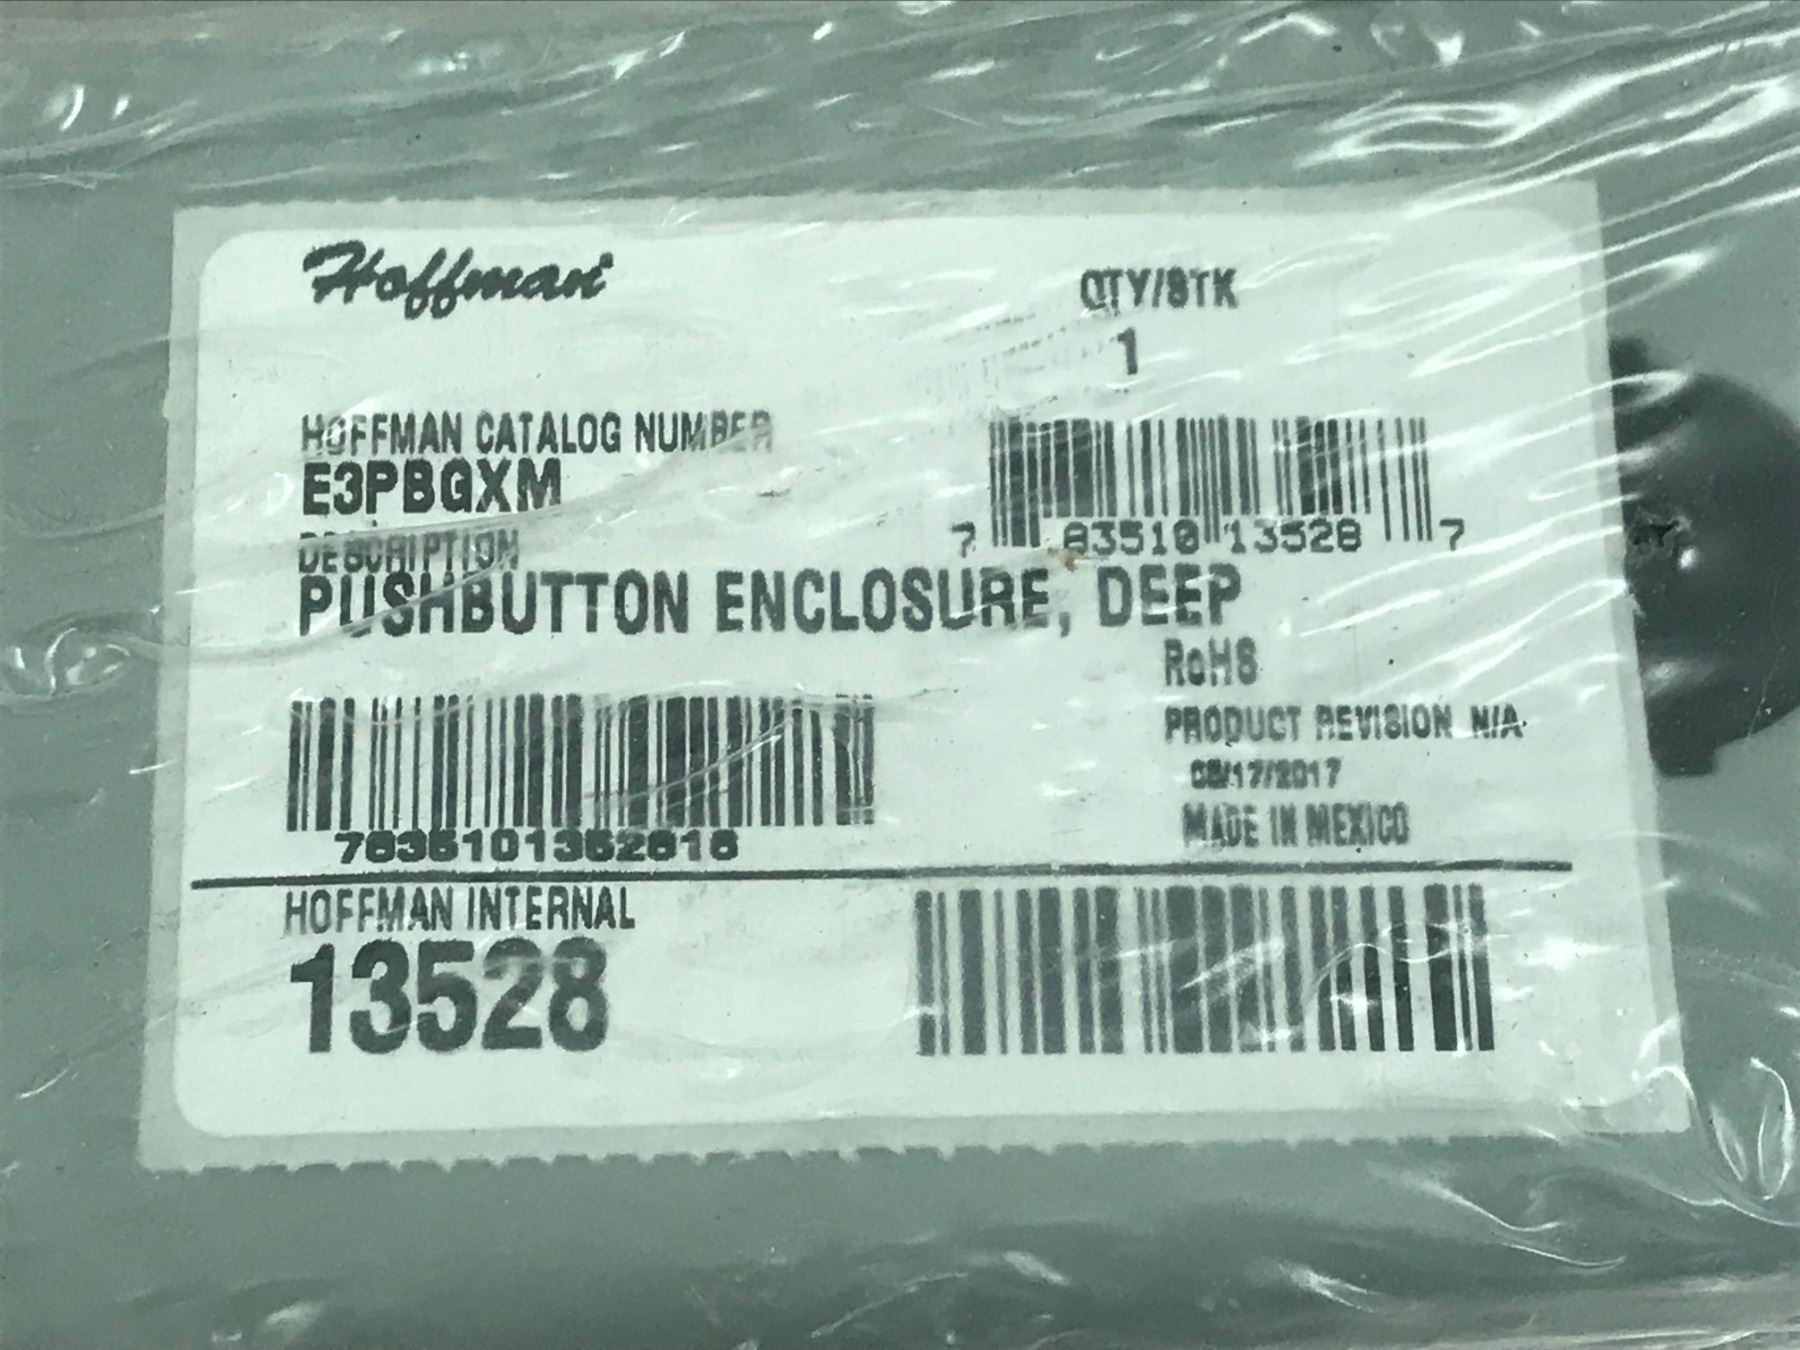 Hoffman
QTY/STK
1
HOFFMAN CATALOG NUMBER
E3PBGXM
7 83510 13528 7
DESCRIPTION
PUSHBUTTON ENCLOSURE, DEEP
RoHS
PRODUCT REVISION N/A
MADE IN MEXICO
HOFFMAN INTERNAL
13528